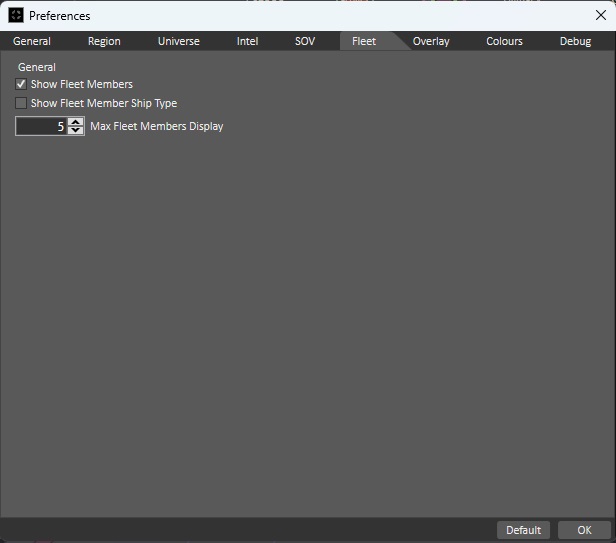 Preferences
General Region Universe Intel SOV Fleet Overlay Colours Debug
General
Show Fleet Members
Show Fleet Member Ship Type
5 Max Fleet Members Display
Default OK